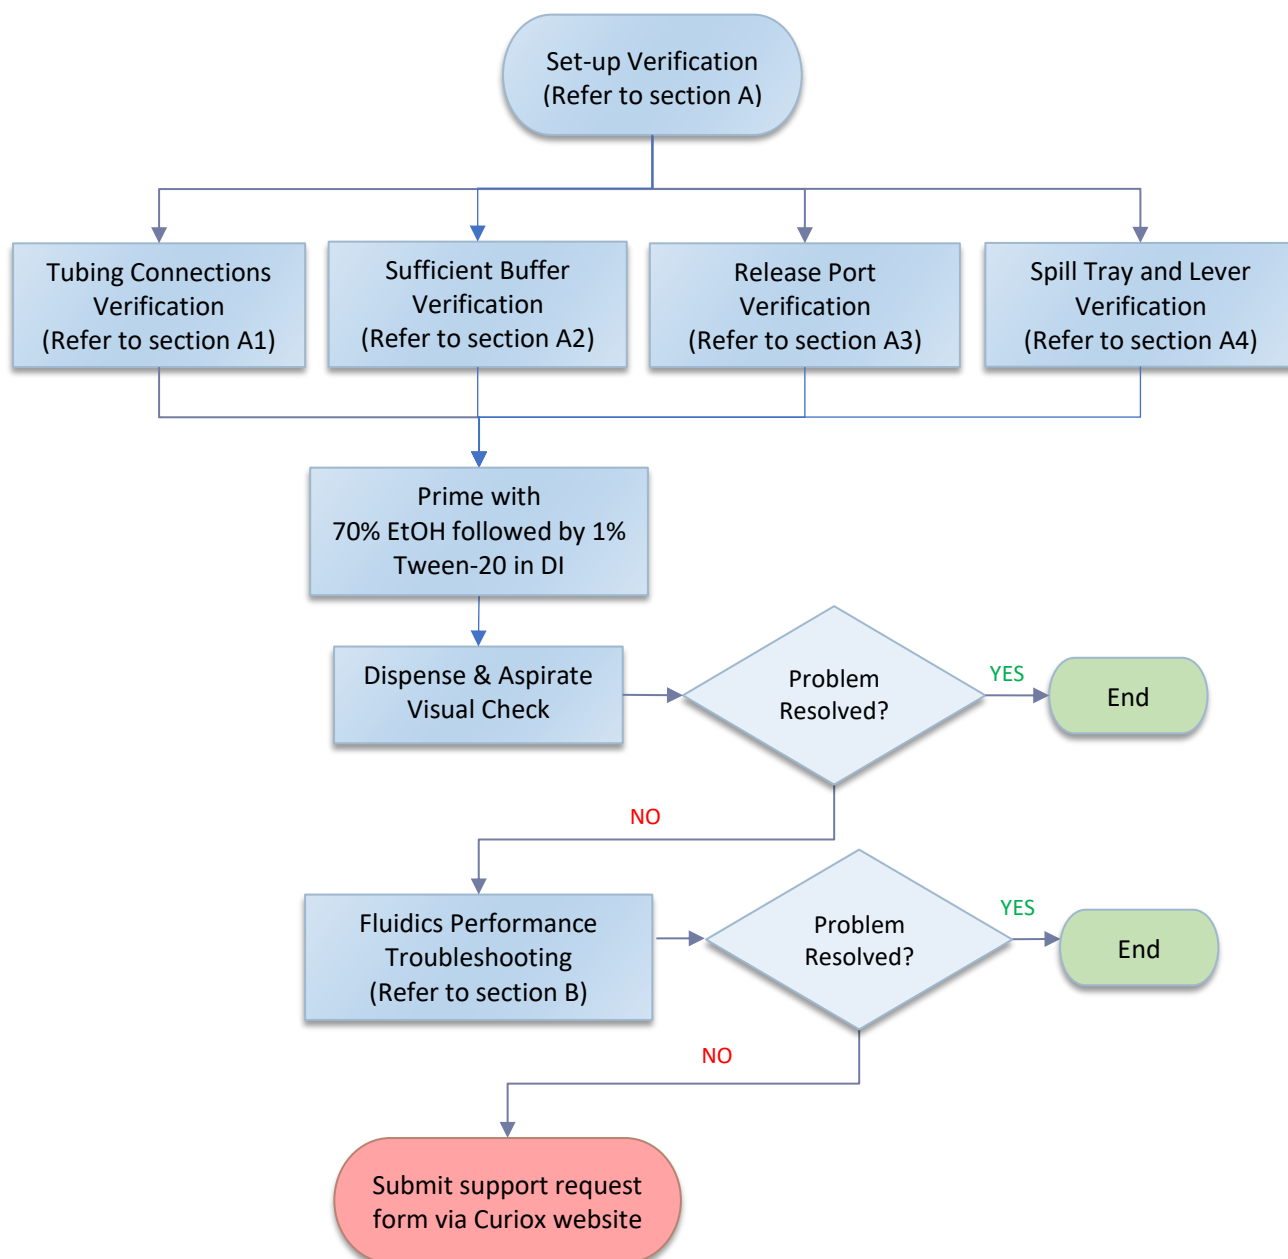 Set-up Verification
(Refer to section A)
Tubing Connections
Verification
(Refer to section A1)
Sufficient Buffer
Verification
(Refer to section A2)
Release Port
Verification
(Refer to section A3)
Spill Tray and Lever
Verification
(Refer to section A4)
Prime with
70% EtOH followed by 1%
Tween-20 in DI
Dispense & Aspirate
Visual Check
Problem
Resolved?
YES
End
NO
Fluidics Performance
Troubleshooting
(Refer to section B)
Problem
Resolved?
YES
End
NO
Submit support request
form via Curiox website